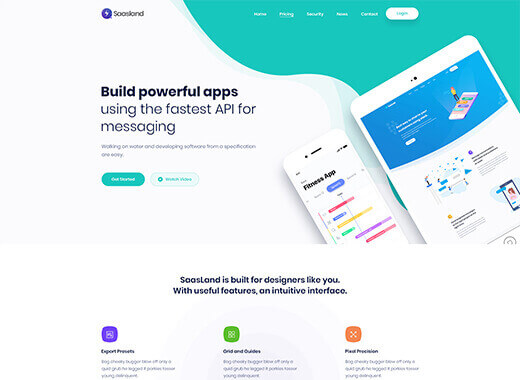 Saasland
Home Pricing Security News Contact Login
Build powerful apps
using the fastest API for
messaging
Walking on water and developing software from a specification
are easy.
Get Started Watch Video
Fitness App
SaasLand is built for designers like you.
With useful features, an intuitive interface.
Export Presets
Bag cheeky bugger blow off only a
quid grub he legged it porkies tosser
young delinquent.
Grid and Guides
Bag cheeky bugger blow off only a
quid grub he legged it porkies tosser
young delinquent.
Pixel Precision
Bag cheeky bugger blow off only a
quid grub he legged it porkies tosser
young delinquent.